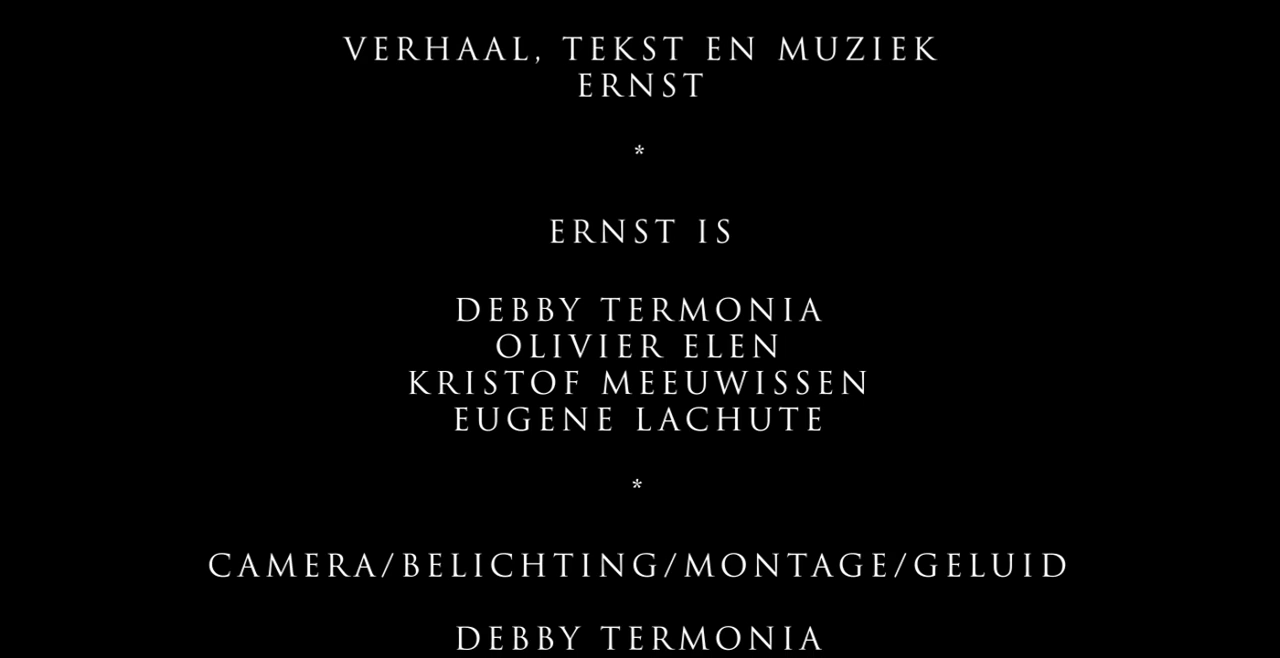 VERHAAL, TEKST EN MUZIEK
ERNST
*
ERNST IS
DEBBY TERMONIA
OLIVIER ELEN
KRISTOF MEEUWISSEN
EUGENE LACHUTE
*
CAMERA/BELICHTING/MONTAGE/GELUID
DEBBY TERMONIA